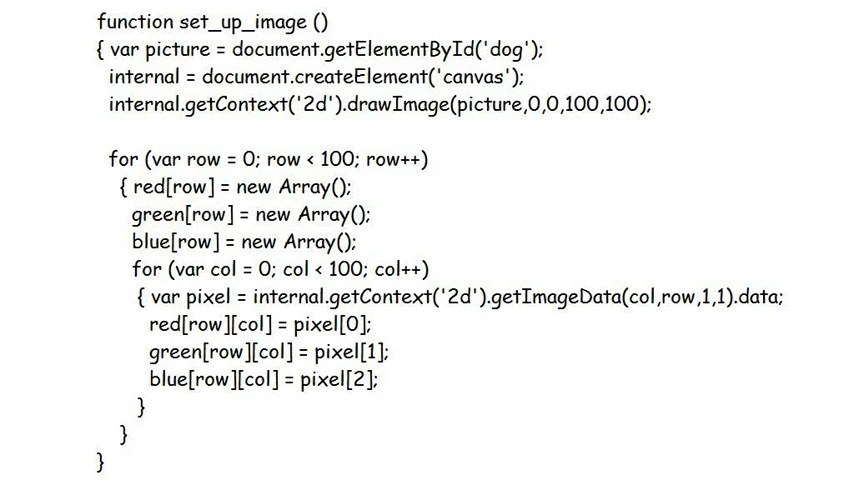 function set_up_image ()
{ var picture = document.getElementById('dog');
internal = document.createElement('canvas');
internal.getContext('2d').drawImage(picture,0,0,100,100);
for (var row = 0; row < 100; row++)
{ red[row] = new Array();
green[row] = new Array();
blue[row] = new Array();
for (var col = 0; col < 100; col++)
{ var pixel = internal.getContext('2d').getImageData(col,row,1,1).data;
red[row][col] = pixel[0];
green[row][col] = pixel[1];
blue[row][col] = pixel[2];
}
}
}